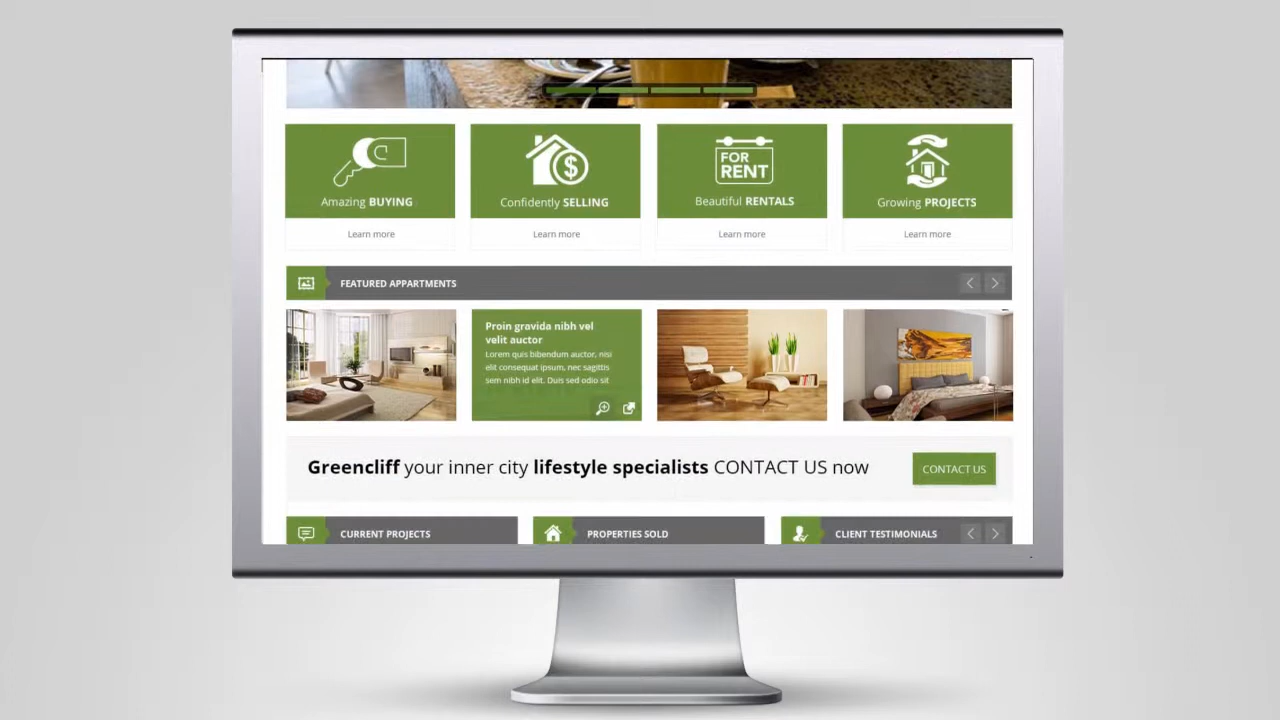 Amazing BUYING
Confidently SELLING
FOR
RENT
Beautiful RENTALS
Growing PROJECTS
Learn more
Learn more
Learn more
Learn more
FEATURED APPARTMENTS
Proin gravida nibh vel
velit auctor
Lorem quis bibendum auctor, nisi
elit consequat ipsum, nec sagittis
sem nibh id elit. Duis sed odio sit
Greencliff your inner city lifestyle specialists CONTACT US now
CONTACT US
CURRENT PROJECTS
PROPERTIES SOLD
CLIENT TESTIMONIALS